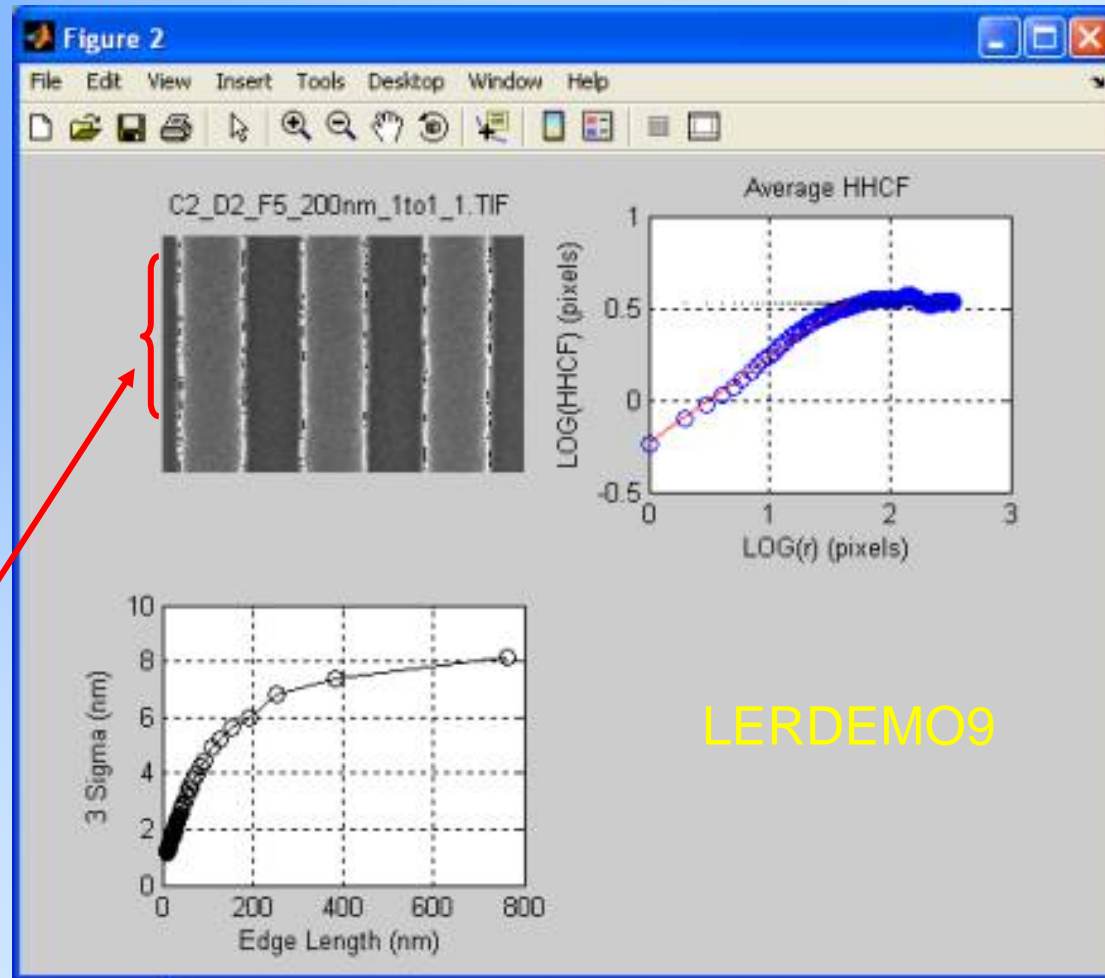 Figure 2
File Edit View Insert Tools Desktop Window Help
C2_D2_F5_200nm_1to1_1.TIF
Average HHCF
LOG(HHCF) (pixels)
1
0.5
0
-0.5
0 1 2 3
LOG(r) (pixels)
3 Sigma (nm)
10
8
6
4
2
0
0 200 400 600 800
Edge Length (nm)
LERDEMO9